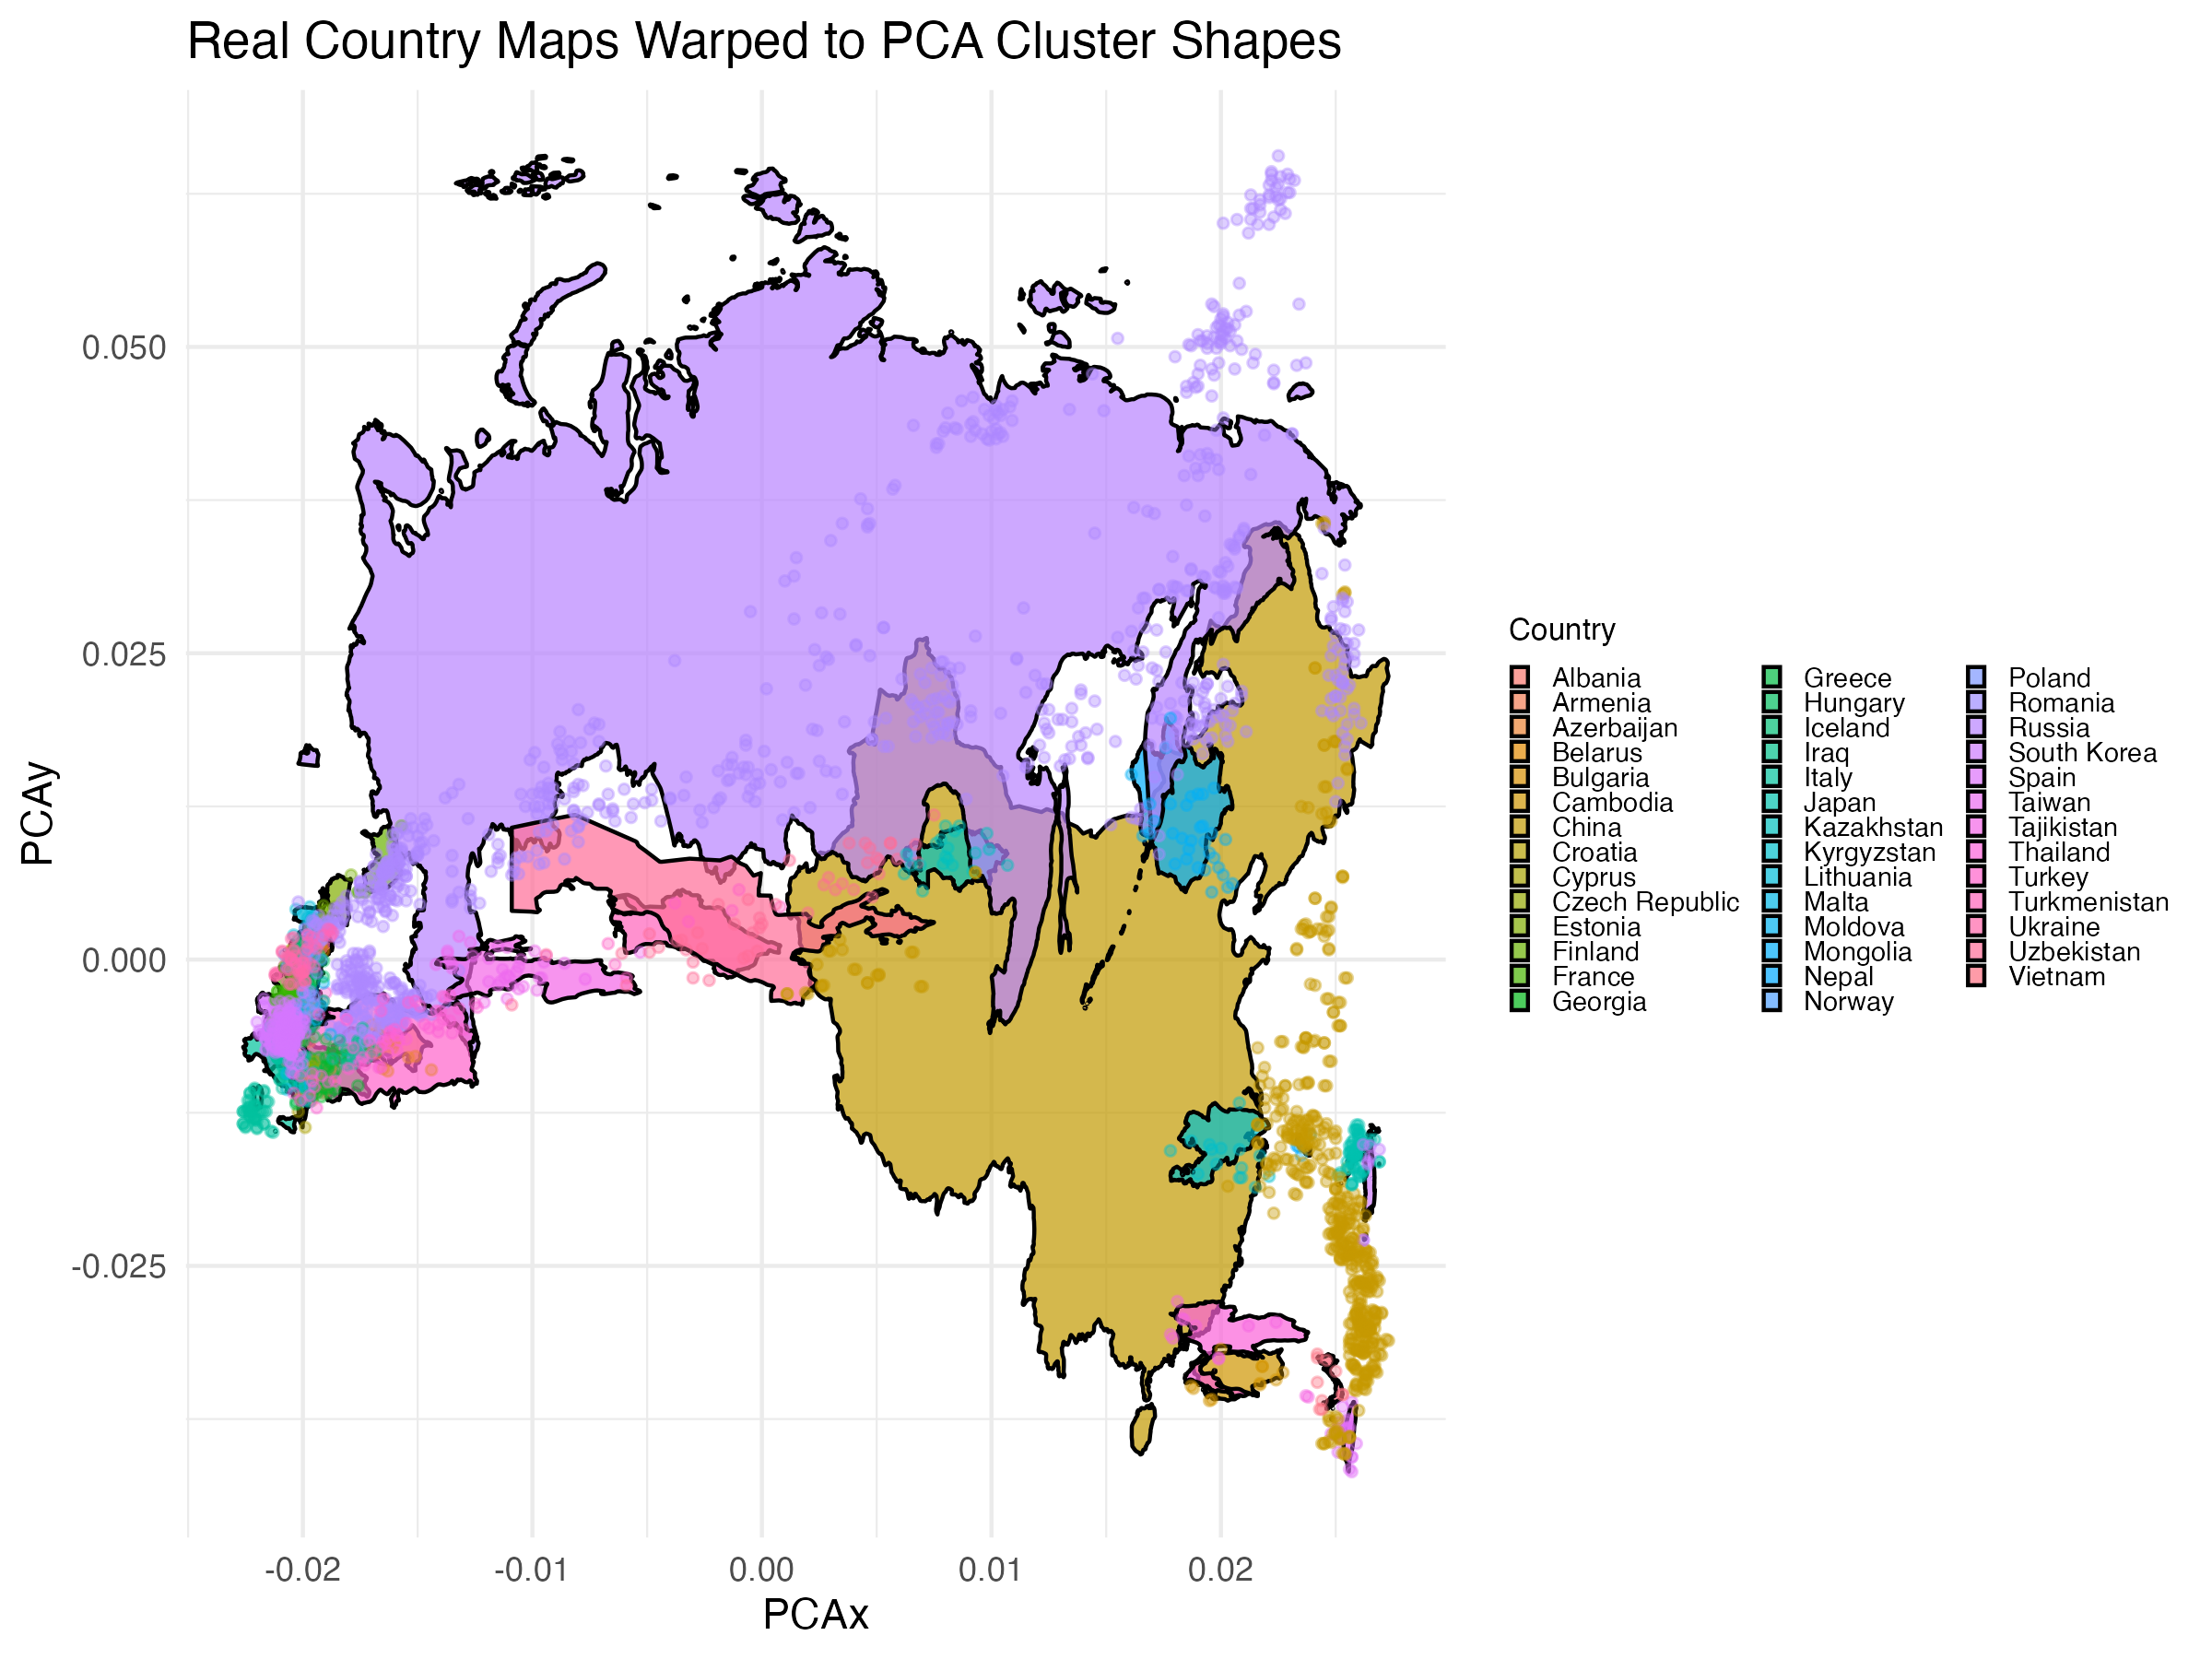 Real Country Maps Warped to PCA Cluster Shapes
0.050
0.025
0.000
-0.025
PCAy
-0.02
-0.01
0.00
0.01
0.02
PCAx
Country
Albania
Armenia
Azerbaijan
Belarus
Bulgaria
Cambodia
China
Croatia
Cyprus
Czech Republic
Estonia
Finland
France
Georgia
Greece
Hungary
Iceland
Iraq
Italy
Japan
Kazakhstan
Kyrgyzstan
Lithuania
Malta
Moldova
Mongolia
Nepal
Norway
Poland
Romania
Russia
South Korea
Spain
Taiwan
Tajikistan
Thailand
Turkey
Turkmenistan
Ukraine
Uzbekistan
Vietnam